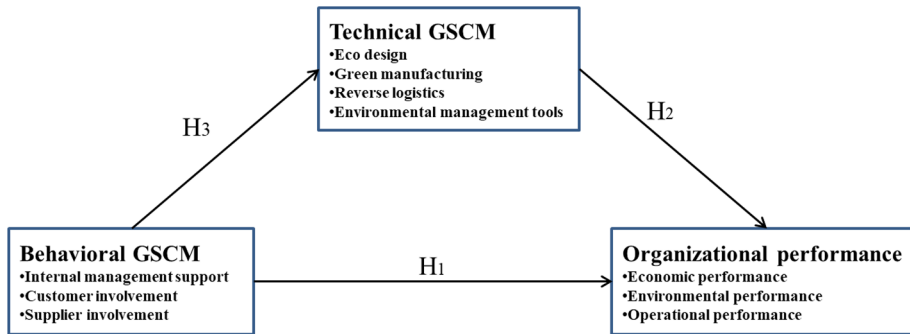 Technical GSCM
•Eco design
•Green manufacturing
•Reverse logistics
•Environmental management tools
H3
H2
Behavioral GSCM
•Internal management support
•Customer involvement
•Supplier involvement
H1
Organizational performance
•Economic performance
•Environmental performance
•Operational performance